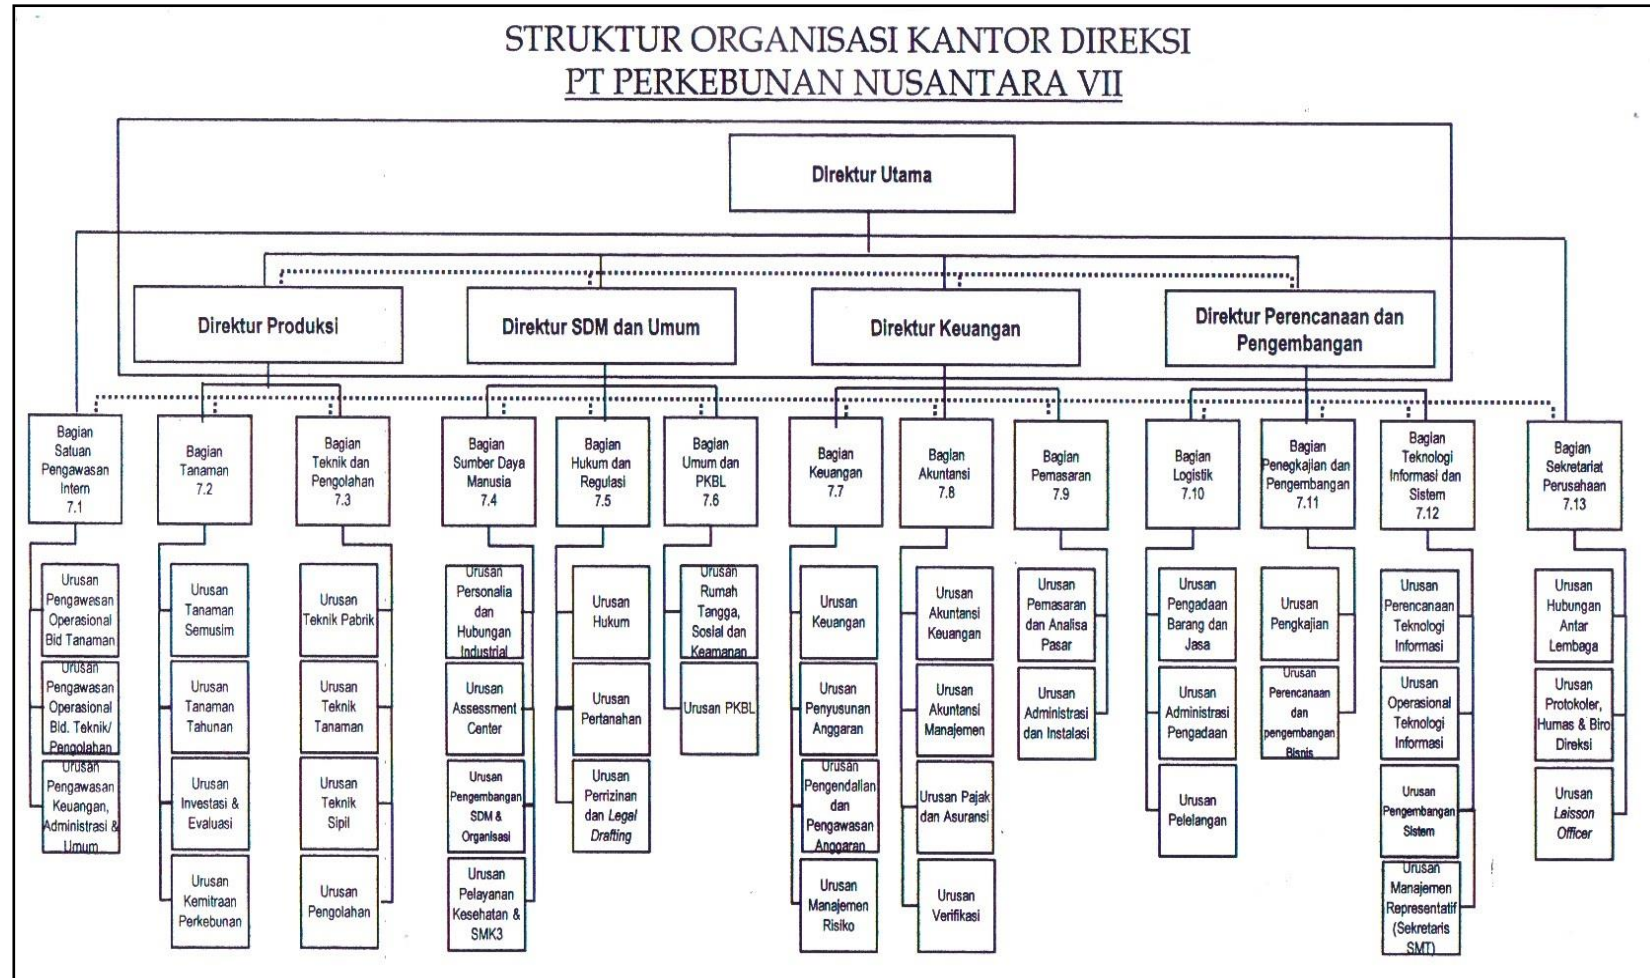 STRUKTUR ORGANISASI KANTOR DIREKSI
PT PERKEBUNAN NUSANTARA VII
Direktur Utama
Direktur Produksi
Direktur SDM dan Umum
Direktur Keuangan
Direktur Perencanaan dan
Pengembangan
Bagian
Satuan
Pengawasan
Intern
7.1
Bagian
Tanaman
7.2
Bagian
Teknik dan
Pengolahan
7.3
Bagian
Sumber Daya
Manusia
7.4
Bagian
Hukum dan
Regulasi
7.5
Bagian
Umum dan
PKBL
7.6
Bagian
Keuangan
7.7
Bagian
Akuntansi
7.8
Bagian
Pemasaran
7.9
Bagian
Logistik
7.10
Bagian
Penegkajian dan
Pengembangan
7.11
Bagian
Teknologi
Informasi dan
Sistem
7.12
Bagian
Sekretariat
Perusahaan
7.13
Urusan
Pengawasan
Operasional
Bid Tanaman
Urusan
Pengawasan
Operasional
Bid. Teknik/
Pengolahan
Urusan
Pengawasan
Keuangan,
Administrasi &
Umum
Urusan
Tanaman
Semusim
Urusan
Tanaman
Tahunan
Urusan
Investasi &
Evaluasi
Urusan
Kemitraan
Perkebunan
Urusan
Teknik Pabrik
Urusan
Teknik
Tanaman
Urusan
Teknik
Sipil
Urusan
Pengolahan
Urusan
Personalia
dan
Hubungan
Industrial
Urusan
Assessment
Center
Urusan
Pengembangan
SDM &
Organisasi
Urusan
Pelayanan
Kesehatan &
SMK3
Urusan
Hukum
Urusan
Pertanahan
Urusan
Perrizinan
dan Legal
Drafting
Urusan
Rumah
Tangga,
Sosial dan
Keamanan
Urusan PKBL
Urusan
Keuangan
Urusan
Penyusunan
Anggaran
Urusan
Pengendalian
dan
Pengawasan
Anggaran
Urusan
Manajemen
Risiko
Urusan
Akuntansi
Keuangan
Urusan
Akuntansi
Manajemen
Urusan Pajak
dan Asuransi
Urusan
Verifikasi
Urusan
Pemasaran
dan Analisa
Pasar
Urusan
Administrasi
dan Instalasi
Urusan
Pengadaan
Barang dan
Jasa
Urusan
Administrasi
Pengadaan
Urusan
Pelelangan
Urusan
Pengkajian
Urusan
Perencanaan
dan
pengembangan
Bisnis
Urusan
Perencanaan
Teknologi
Informasi
Urusan
Operasional
Teknologi
Informasi
Urusan
Pengembangan
Sistem
Urusan
Manajemen
Representatif
(Sekretaris
SMT)
Urusan
Hubungan
Antar
Lembaga
Urusan
Protokoler,
Humas & Biro
Direksi
Urusan
Laisson
Officer